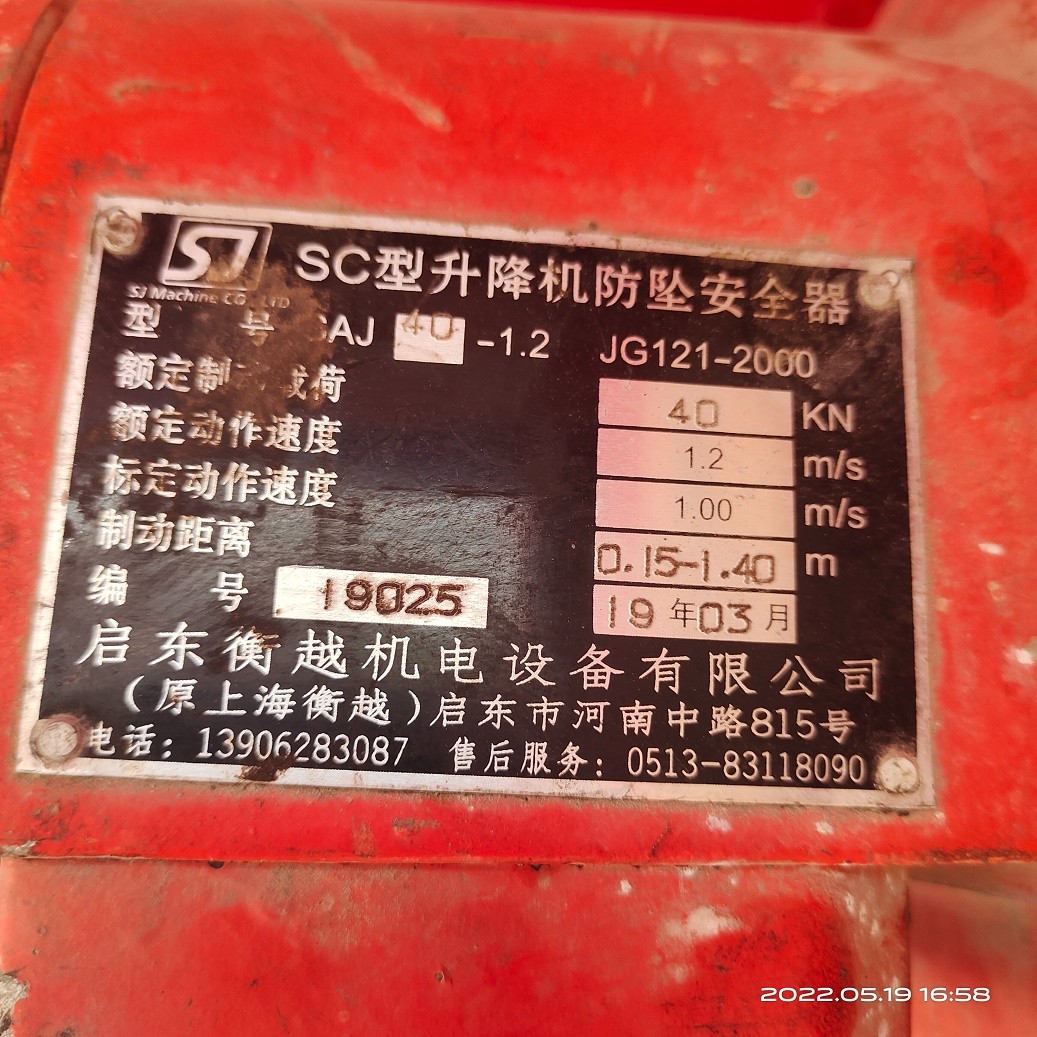 SJ
SJ Machine CO., LTD
SC型升降机防坠安全器
型 号 AJ 40 -1.2 JG121-2000
额定制 载荷 40 KN
额定动作速度 1.2 m/s
标定动作速度 1.00 m/s
制动距离 0.15-1.40 m
编 号 19025 19年03月
启东衡越机电设备有限公司
(原上海衡越)启东市河南中路815号
电话：13906283087 售后服务：0513-83118090
2022.05.19 16:58